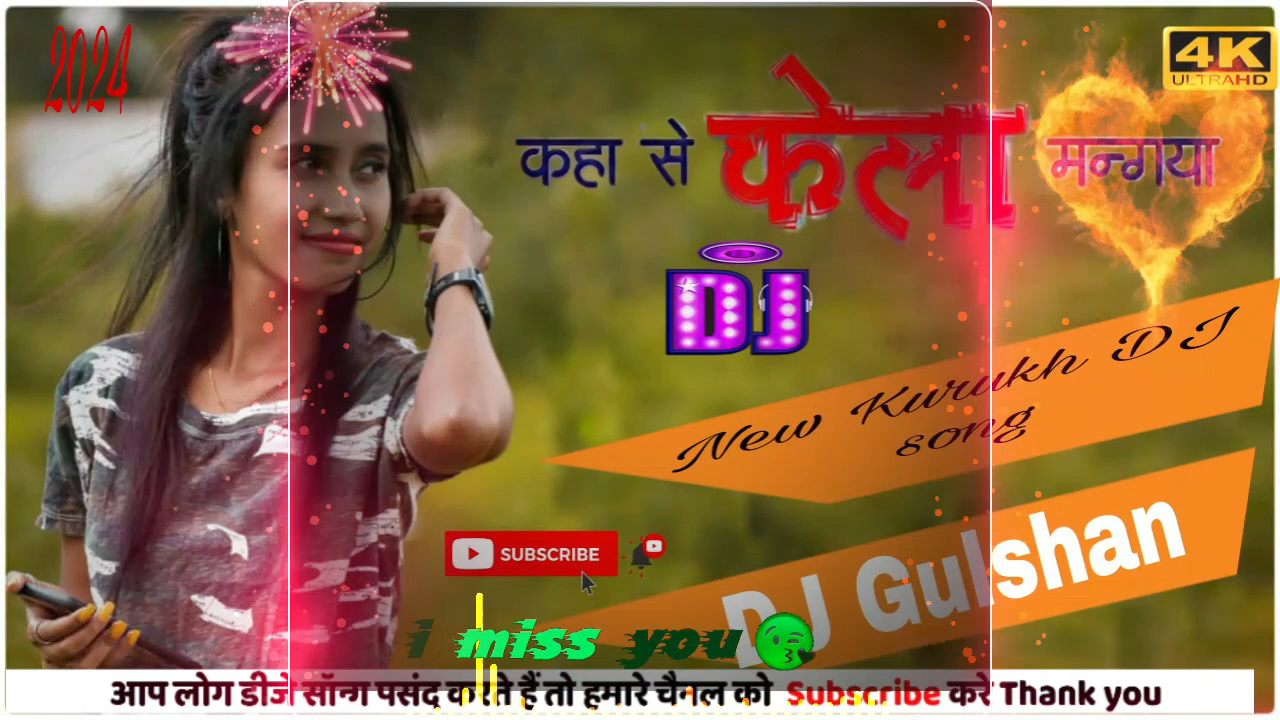 2024
4K
ULTRAHD
कहा से केला मन्गाया
DJ
New Kurukh DJ
song
DJ Gulshan
SUBSCRIBE
i miss you
आप लोग डीजे सॉन्ग पसंद करते हैं तो हमारे चैनल को Subscribe करें Thank you